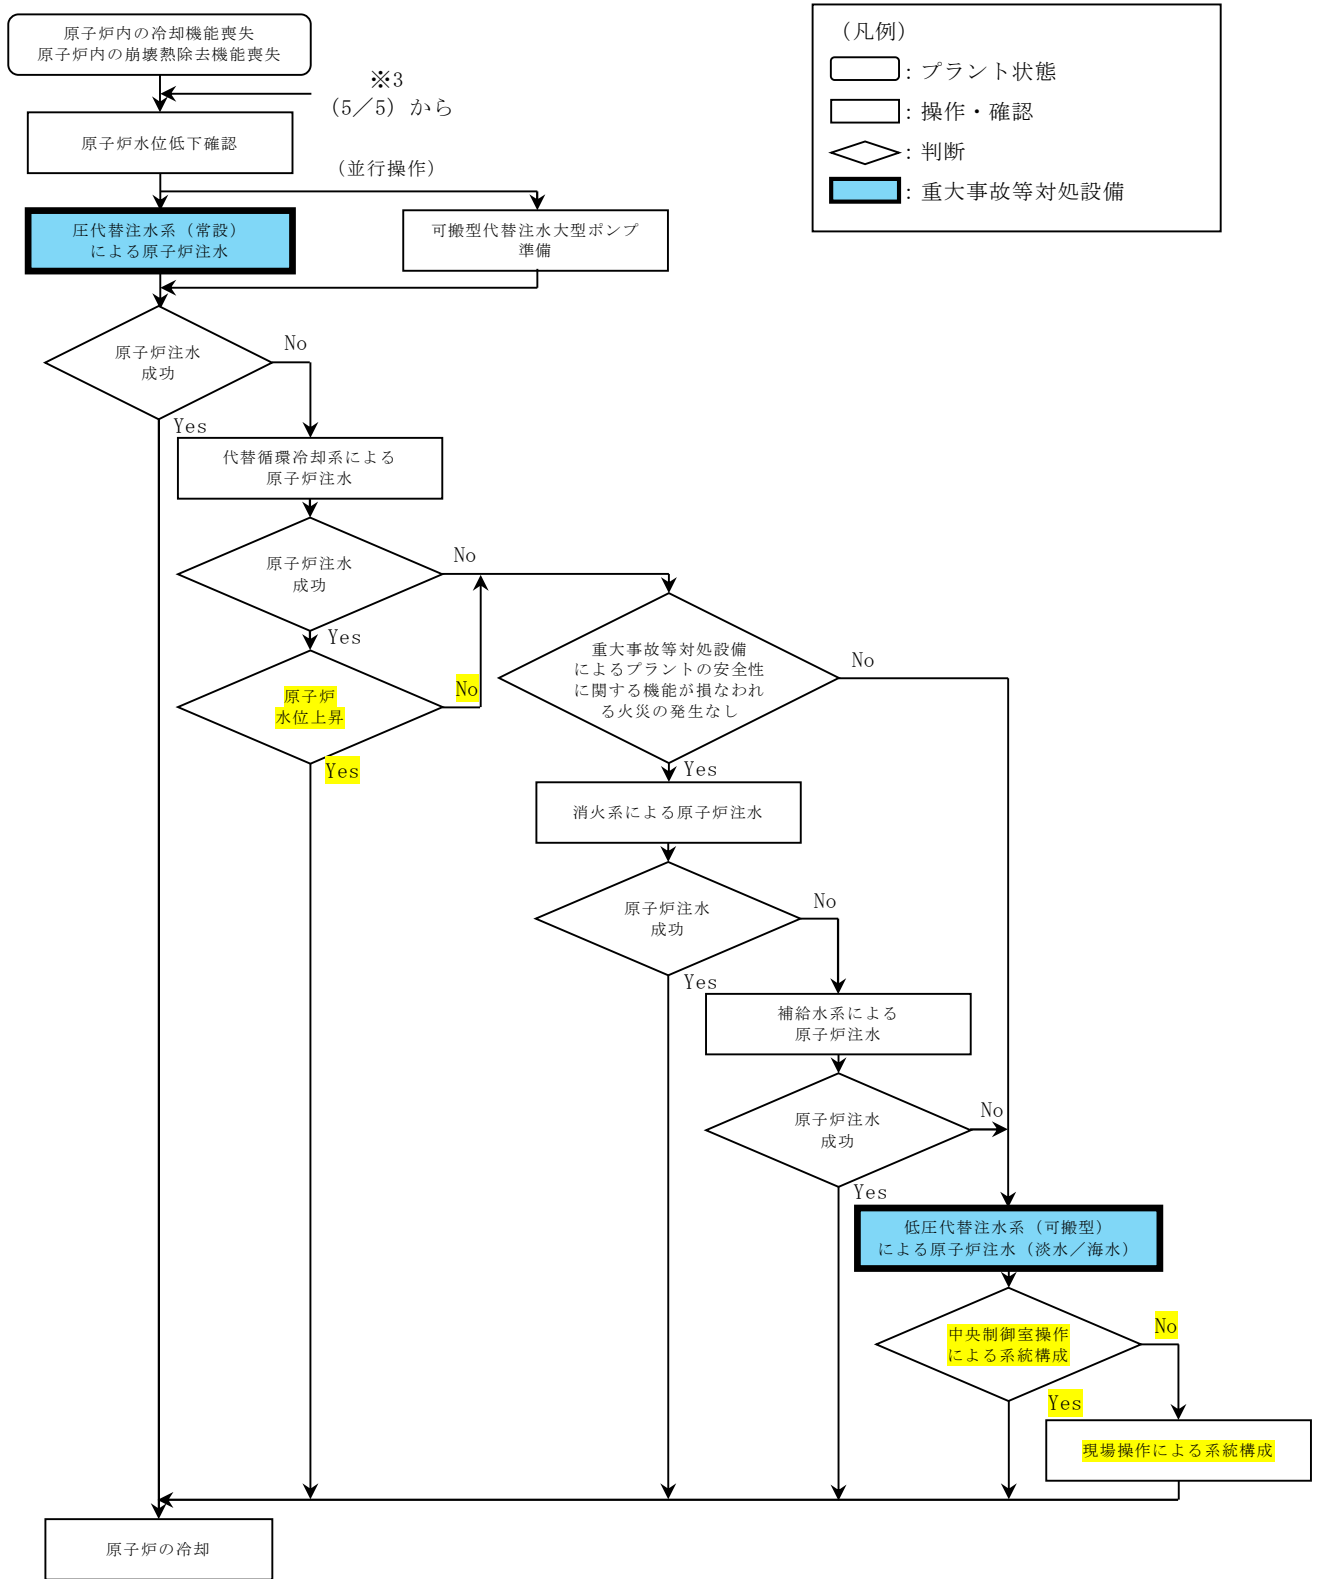 原子炉内の冷却機能喪失
原子炉内の崩壊熱除去機能喪失
※3
（5／5）から
原子炉水位低下確認
（並行操作）
圧代替注水系（常設）
による原子炉注水
可搬型代替注水大型ポンプ
準備
（凡例）
：プラント状態
：操作・確認
：判断
：重大事故等対処設備
原子炉注水
成功
No
Yes
代替循環冷却系による
原子炉注水
原子炉注水
成功
No
Yes
原子炉
水位上昇
No
Yes
重大事故等対処設備
によるプラントの安全性
に関する機能が損なわれ
る火災の発生なし
No
Yes
消火系による原子炉注水
原子炉注水
成功
No
Yes
補給水系による
原子炉注水
原子炉注水
成功
No
Yes
低圧代替注水系（可搬型）
による原子炉注水（淡水／海水）
中央制御室操作
による系統構成
No
Yes
現場操作による系統構成
原子炉の冷却